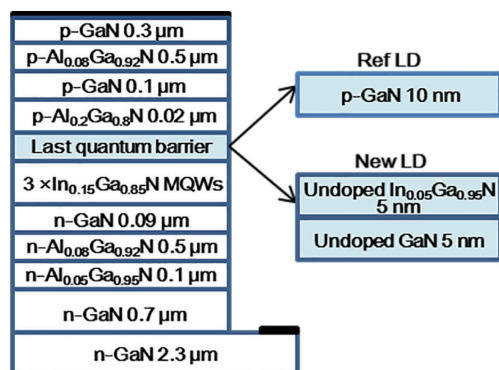 p-GaN 0.3 μm
p-Al₀.₀₈Ga₀.₉₂N 0.5 μm
p-GaN 0.1 μm
p-Al₀.₂Ga₀.₈N 0.02 μm
Last quantum barrier
3 ×In₀.₁₅Ga₀.₈₅N MQWs
n-GaN 0.09 μm
n-Al₀.₀₈Ga₀.₉₂N 0.5 μm
n-Al₀.₀₅Ga₀.₉₅N 0.1 μm
n-GaN 0.7 μm
n-GaN 2.3 μm
Ref LD
p-GaN 10 nm
New LD
Undoped In₀.₀₅Ga₀.₉₅N
5 nm
Undoped GaN 5 nm